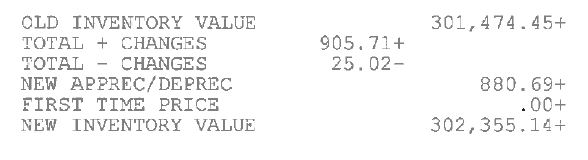 OLD INVENTORY VALUE 301,474.45+
TOTAL + CHANGES 905.71+
TOTAL - CHANGES 25.02-
NEW APPREC/DEPREC 880.69+
FIRST TIME PRICE .00+
NEW INVENTORY VALUE 302,355.14+